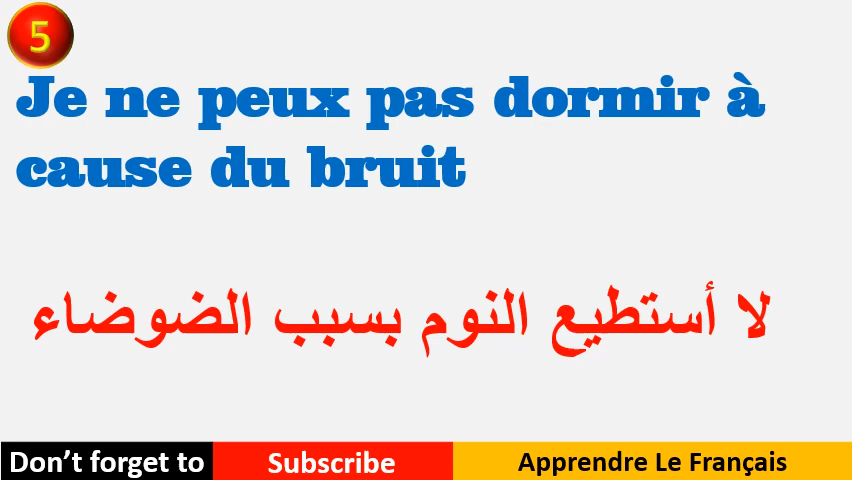 5
Je ne peux pas dormir à
cause du bruit
لا أستطيع النوم بسبب الضوضاء
Don't forget to Subscribe Apprendre Le Français